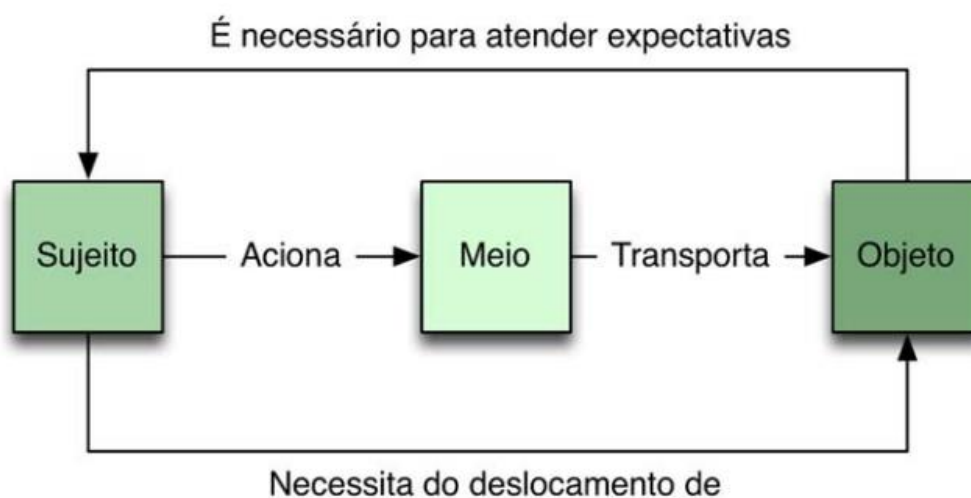 É necessário para atender expectativas
Sujeito
Aciona
Meio
Transporta
Objeto
Necessita do deslocamento de